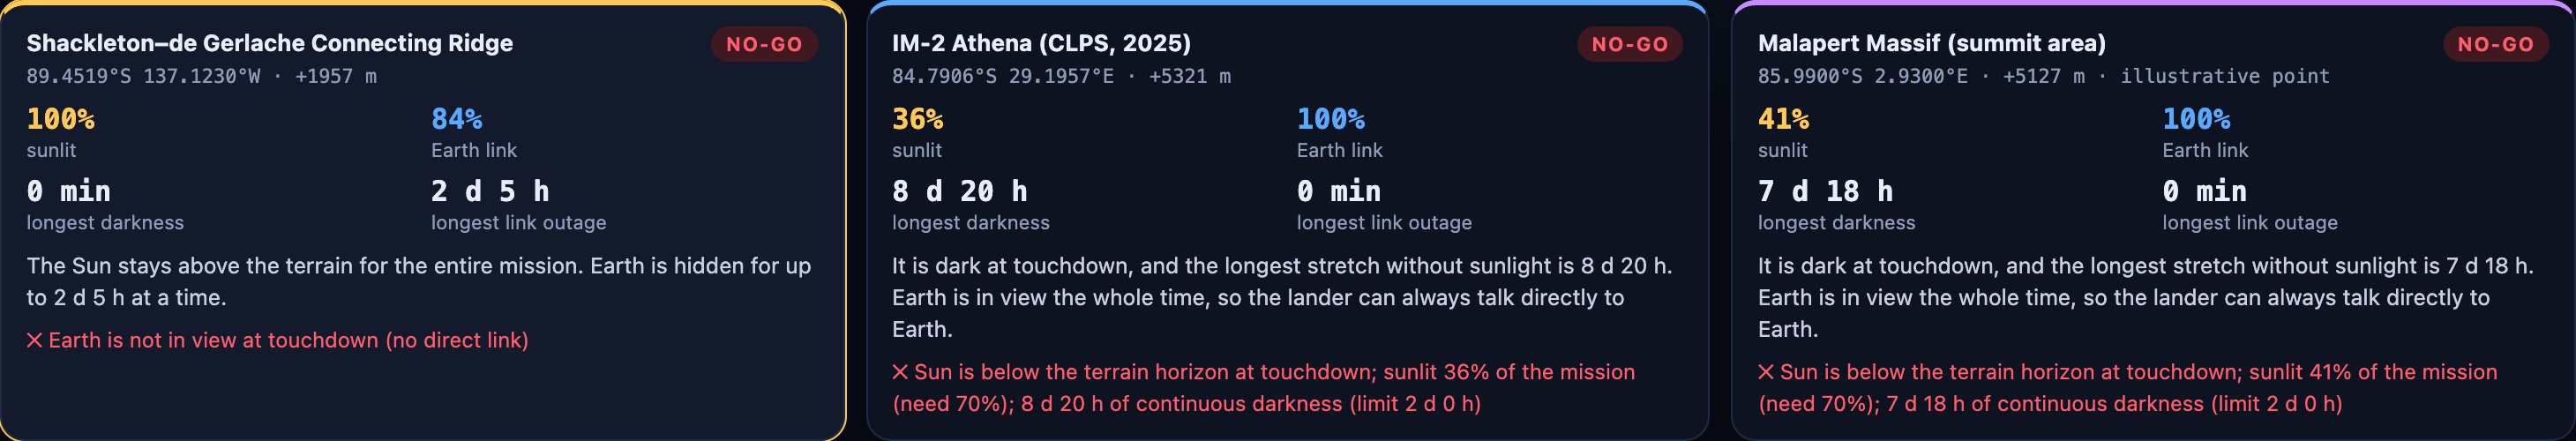 Shackleton–de Gerlache Connecting Ridge
NO-GO
89.4519°S 137.1230°W · +1957 m
100%
84%
sunlit
Earth link
0 min
2 d 5 h
longest darkness
longest link outage
The Sun stays above the terrain for the entire mission. Earth is hidden for up
to 2 d 5 h at a time.
✕ Earth is not in view at touchdown (no direct link)
IM-2 Athena (CLPS, 2025)
NO-GO
84.7906°S 29.1957°E · +5321 m
36%
100%
sunlit
Earth link
8 d 20 h
0 min
longest darkness
longest link outage
It is dark at touchdown, and the longest stretch without sunlight is 8 d 20 h.
Earth is in view the whole time, so the lander can always talk directly to
Earth.
✕ Sun is below the terrain horizon at touchdown; sunlit 36% of the mission
(need 70%); 8 d 20 h of continuous darkness (limit 2 d 0 h)
Malapert Massif (summit area)
NO-GO
85.9900°S 2.9300°E · +5127 m · illustrative point
41%
100%
sunlit
Earth link
7 d 18 h
0 min
longest darkness
longest link outage
It is dark at touchdown, and the longest stretch without sunlight is 7 d 18 h.
Earth is in view the whole time, so the lander can always talk directly to
Earth.
✕ Sun is below the terrain horizon at touchdown; sunlit 41% of the mission
(need 70%); 7 d 18 h of continuous darkness (limit 2 d 0 h)